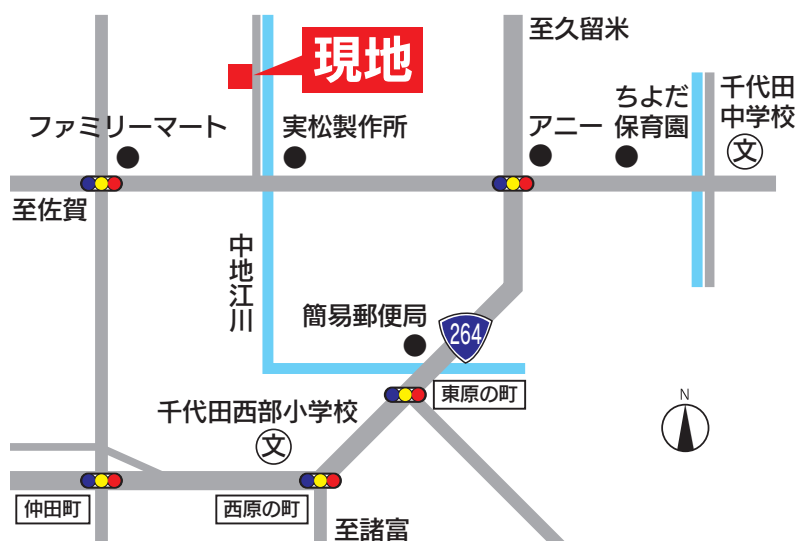 至久留米
現地
千代田
中学校
文
ちよだ
保育園
ファミリーマート
実松製作所
アニー
至佐賀
中地江川
簡易郵便局
264
東原の町
千代田西部小学校
文
N
仲田町
西原の町
至諸富